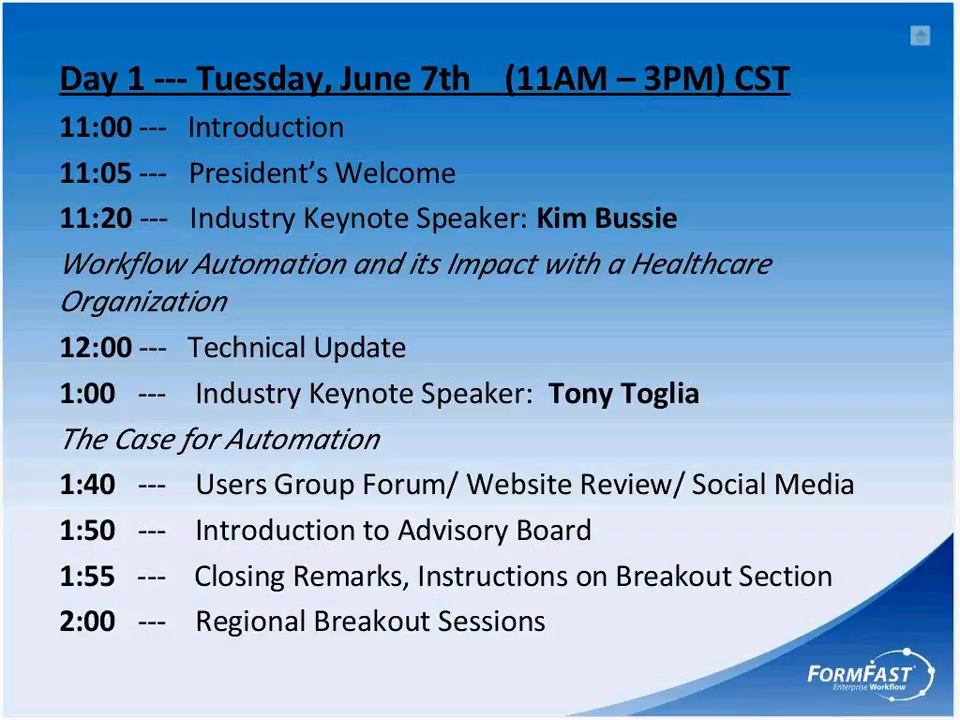 Day 1 --- Tuesday, June 7th (11AM – 3PM) CST
11:00 --- Introduction
11:05 --- President’s Welcome
11:20 --- Industry Keynote Speaker: Kim Bussie
Workflow Automation and its Impact with a Healthcare
Organization
12:00 --- Technical Update
1:00 --- Industry Keynote Speaker: Tony Toglia
The Case for Automation
1:40 --- Users Group Forum/ Website Review/ Social Media
1:50 --- Introduction to Advisory Board
1:55 --- Closing Remarks, Instructions on Breakout Section
2:00 --- Regional Breakout Sessions
FORMFAST
Enterprise Workflow